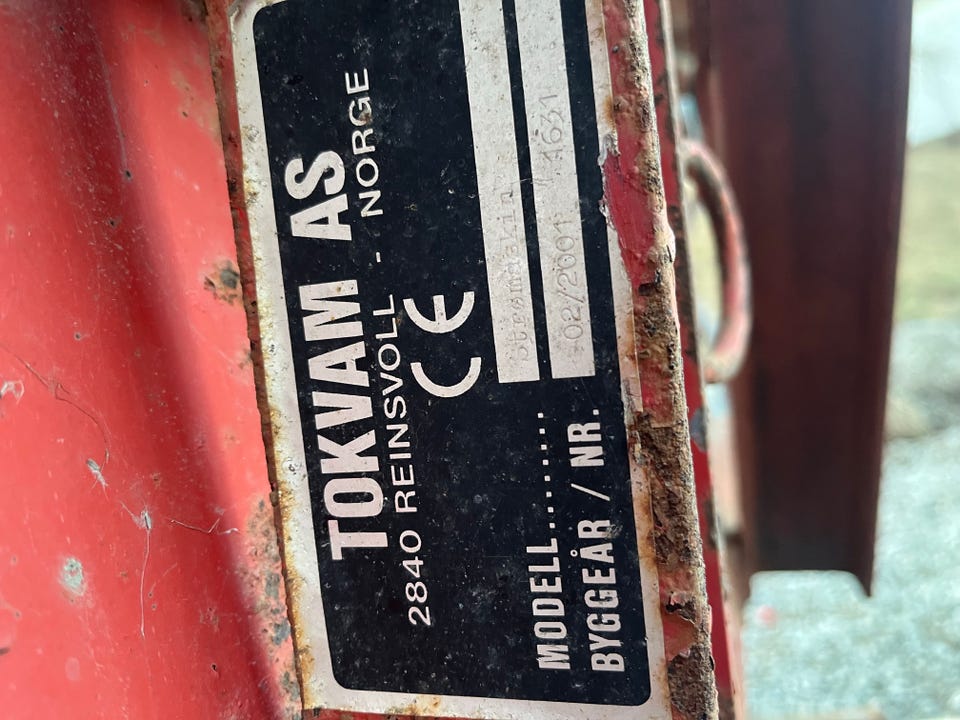 TOKVAM AS
2840 REINSVOLL - NORGE
CE
MODELL.......
BYGGEÅR / NR. 02/2001 1631